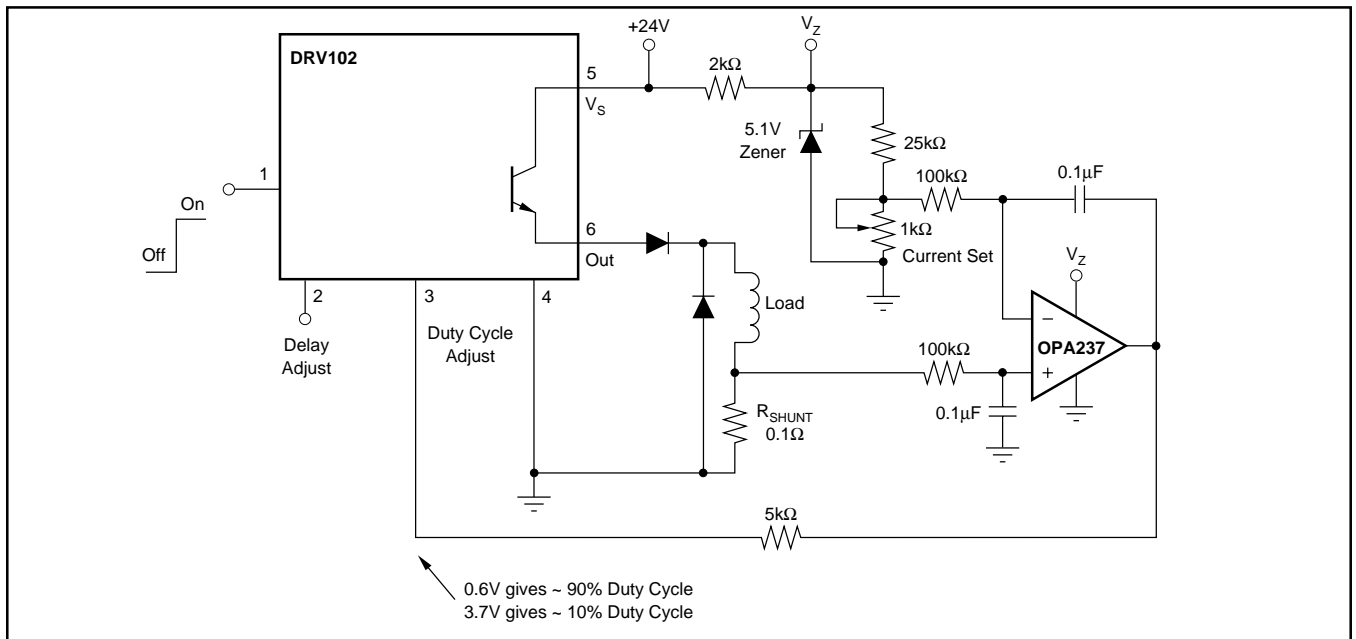 DRV102
+24V
V_Z
5
V_S
2kΩ
5.1V
Zener
25kΩ
100kΩ
0.1µF
1
On
Off
6
Out
1kΩ
Current Set
V_Z
2
3
4
Delay
Adjust
Duty Cycle
Adjust
Load
100kΩ
−
OPA237
+
0.1µF
R_SHUNT
0.1Ω
5kΩ
0.6V gives ~ 90% Duty Cycle
3.7V gives ~ 10% Duty Cycle